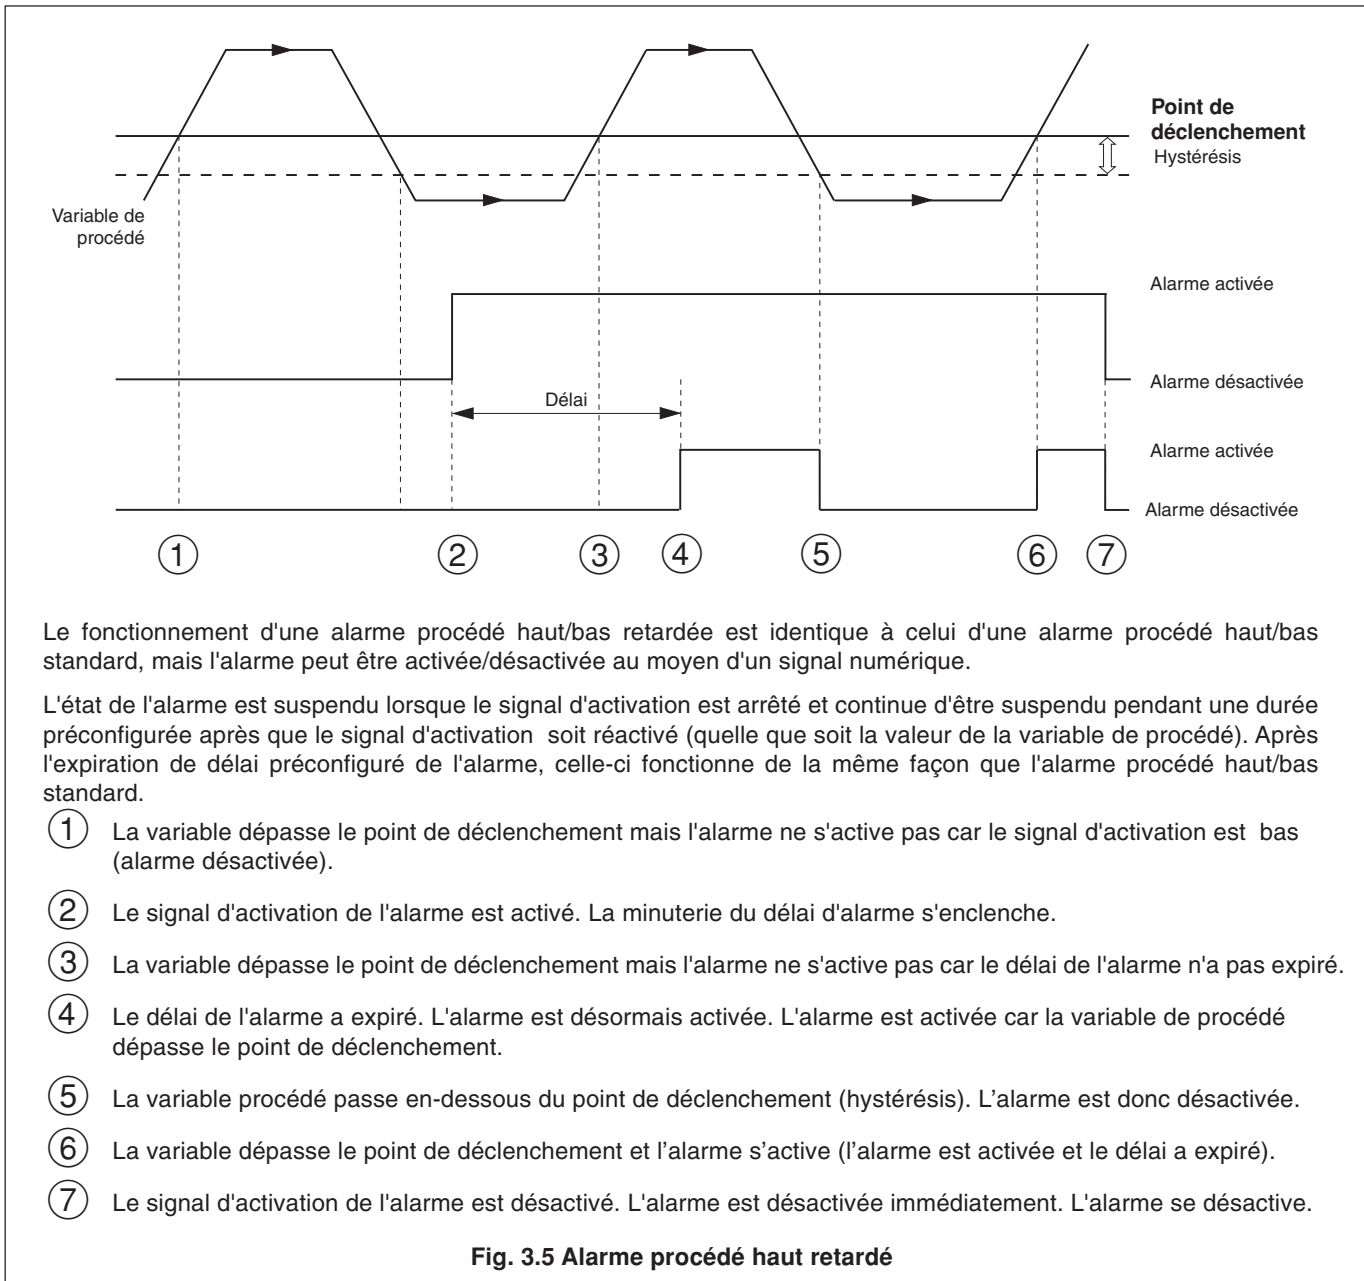 Point de
déclenchement
Hystérésis
Variable de
procédé
Alarme activée
Alarme désactivée
Délai
Alarme activée
Alarme désactivée
1 2 3 4 5 6 7
Le fonctionnement d'une alarme procédé haut/bas retardée est identique à celui d'une alarme procédé haut/bas
standard, mais l'alarme peut être activée/désactivée au moyen d'un signal numérique.
L'état de l'alarme est suspendu lorsque le signal d'activation est arrêté et continue d'être suspendu pendant une durée
préconfigurée après que le signal d'activation soit réactivé (quelle que soit la valeur de la variable de procédé). Après
l'expiration de délai préconfiguré de l'alarme, celle-ci fonctionne de la même façon que l'alarme procédé haut/bas
standard.
1 La variable dépasse le point de déclenchement mais l'alarme ne s'active pas car le signal d'activation est bas
(alarme désactivée).
2 Le signal d'activation de l'alarme est activé. La minuterie du délai d'alarme s'enclenche.
3 La variable dépasse le point de déclenchement mais l'alarme ne s'active pas car le délai de l'alarme n'a pas expiré.
4 Le délai de l'alarme a expiré. L'alarme est désormais activée. L'alarme est activée car la variable de procédé
dépasse le point de déclenchement.
5 La variable procédé passe en-dessous du point de déclenchement (hystérésis). L’alarme est donc désactivée.
6 La variable dépasse le point de déclenchement et l’alarme s’active (l’alarme est activée et le délai a expiré).
7 Le signal d'activation de l'alarme est désactivé. L'alarme est désactivée immédiatement. L'alarme se désactive.
Fig. 3.5 Alarme procédé haut retardé